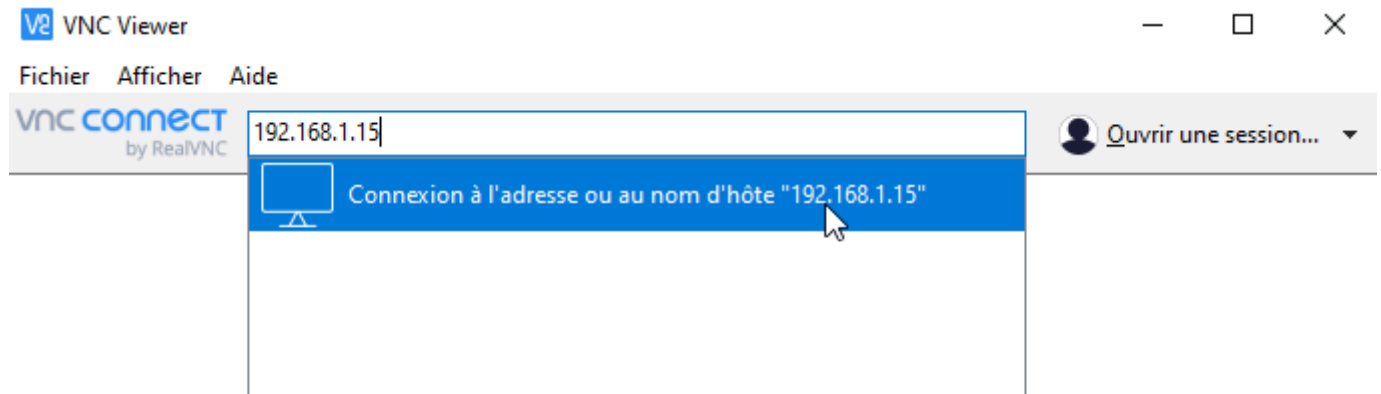 VNC Viewer
Fichier Afficher Aide
vnc connect
by RealVNC
192.168.1.15
Ouvrir une session...
Connexion à l'adresse ou au nom d'hôte "192.168.1.15"